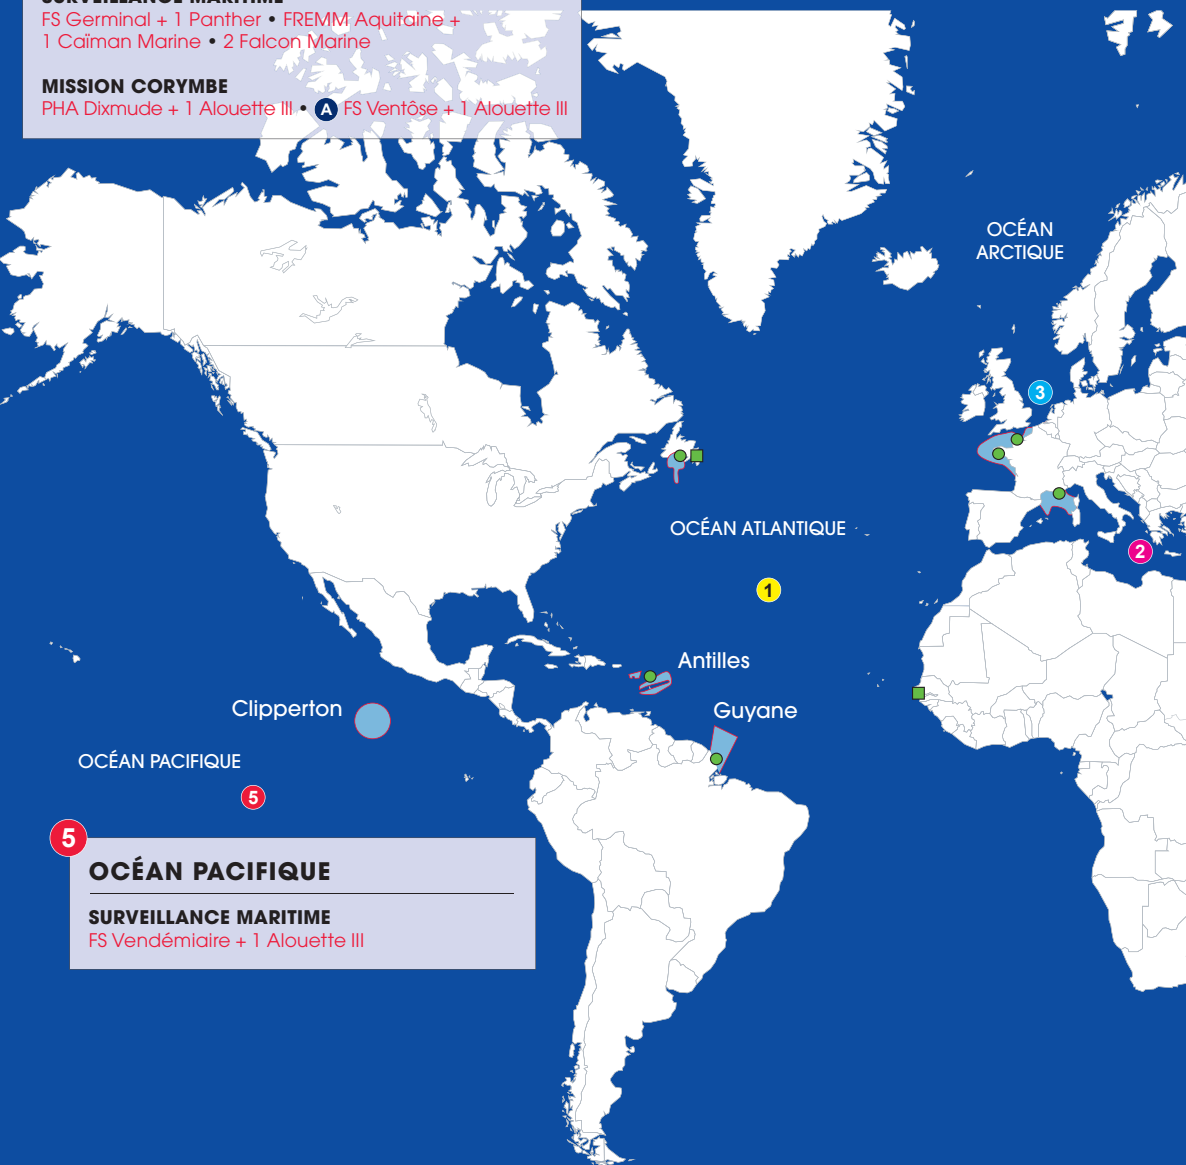 SURVEILLANCE MARITIME
FS Germinal + 1 Panther • FREMM Aquitaine +
1 Caïman Marine • 2 Falcon Marine
MISSION CORYMBE
PHA Dixmude + 1 Alouette III • A FS Ventôse + 1 Alouette III
OCÉAN
ARCTIQUE
3
2
OCÉAN ATLANTIQUE
1
Antilles
Guyane
Clipperton
OCÉAN PACIFIQUE
5
5
OCÉAN PACIFIQUE
SURVEILLANCE MARITIME
FS Vendémiaire + 1 Alouette III